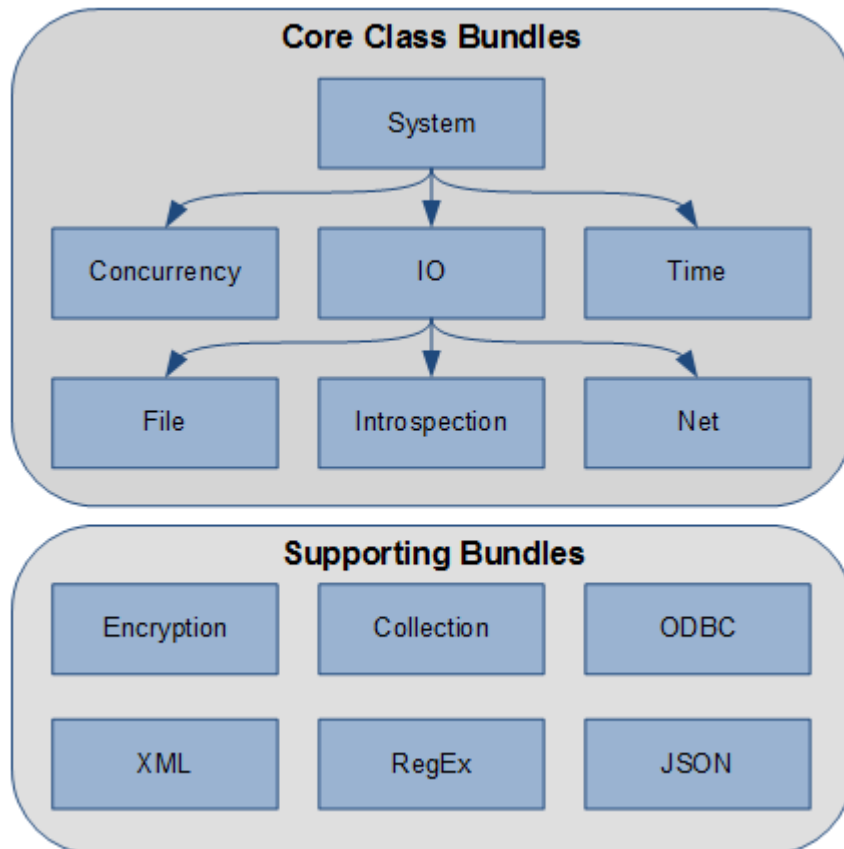 Core Class Bundles
System
Concurrency
IO
Time
File
Introspection
Net
Supporting Bundles
Encryption
Collection
ODBC
XML
RegEx
JSON